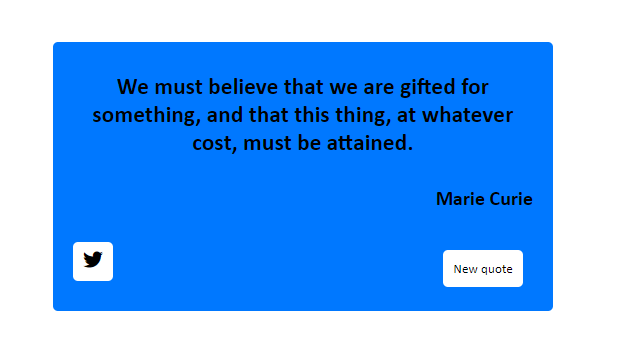 We must believe that we are gifted for
something, and that this thing, at whatever
cost, must be attained.
Marie Curie
New quote